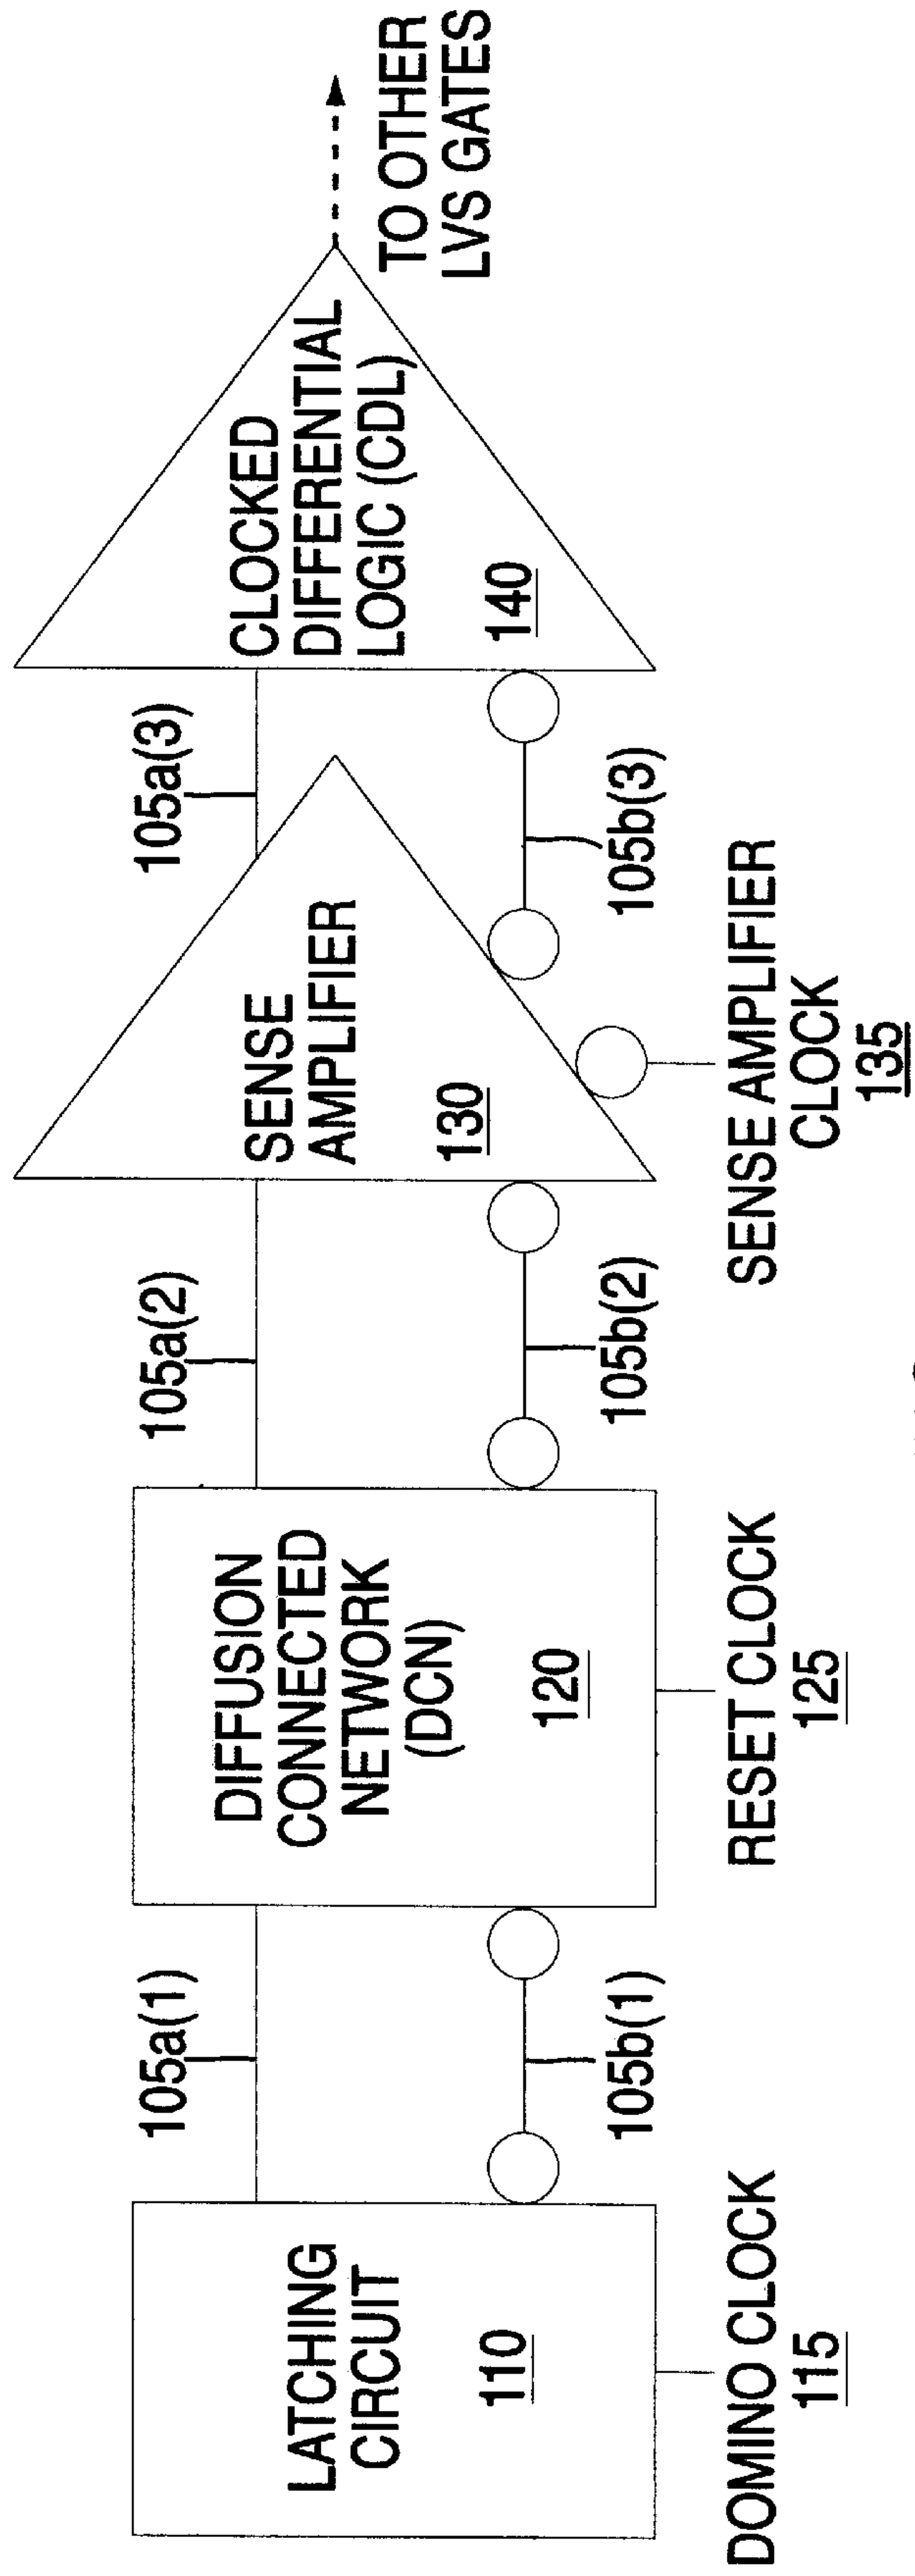 LATCHING
CIRCUIT
110
DOMINO CLOCK
115
105a(1)
105b(1)
DIFFUSION
CONNECTED
NETWORK
(DCN)
120
RESET CLOCK
125
105a(2)
105b(2)
SENSE
AMPLIFIER
130
SENSE AMPLIFIER
CLOCK
135
105a(3)
105b(3)
CLOCKED
DIFFERENTIAL
LOGIC (CDL)
140
TO OTHER
LVS GATES